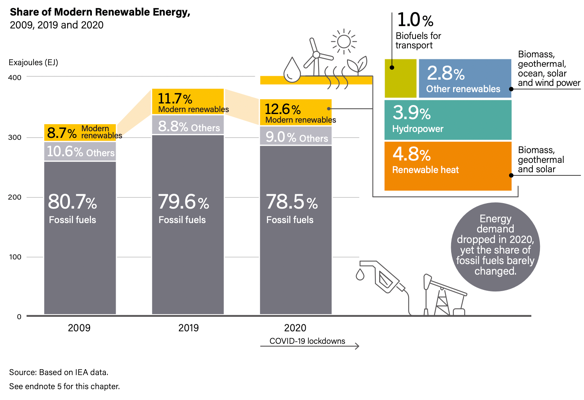 Share of Modern Renewable Energy,
2009, 2019 and 2020
Exajoules (EJ)
400
300
200
100
0
8.7% Modern renewables
10.6% Others
80.7%
Fossil fuels
2009
11.7%
Modern renewables
8.8% Others
79.6%
Fossil fuels
2019
12.6%
Modern renewables
9.0% Others
78.5%
Fossil fuels
2020
COVID-19 lockdowns
1.0%
Biofuels for
transport
2.8%
Other renewables
Biomass,
geothermal,
ocean, solar
and wind power
3.9%
Hydropower
4.8%
Renewable heat
Biomass,
geothermal
and solar
Energy
demand
dropped in 2020,
yet the share of
fossil fuels barely
changed.
Source: Based on IEA data.
See endnote 5 for this chapter.